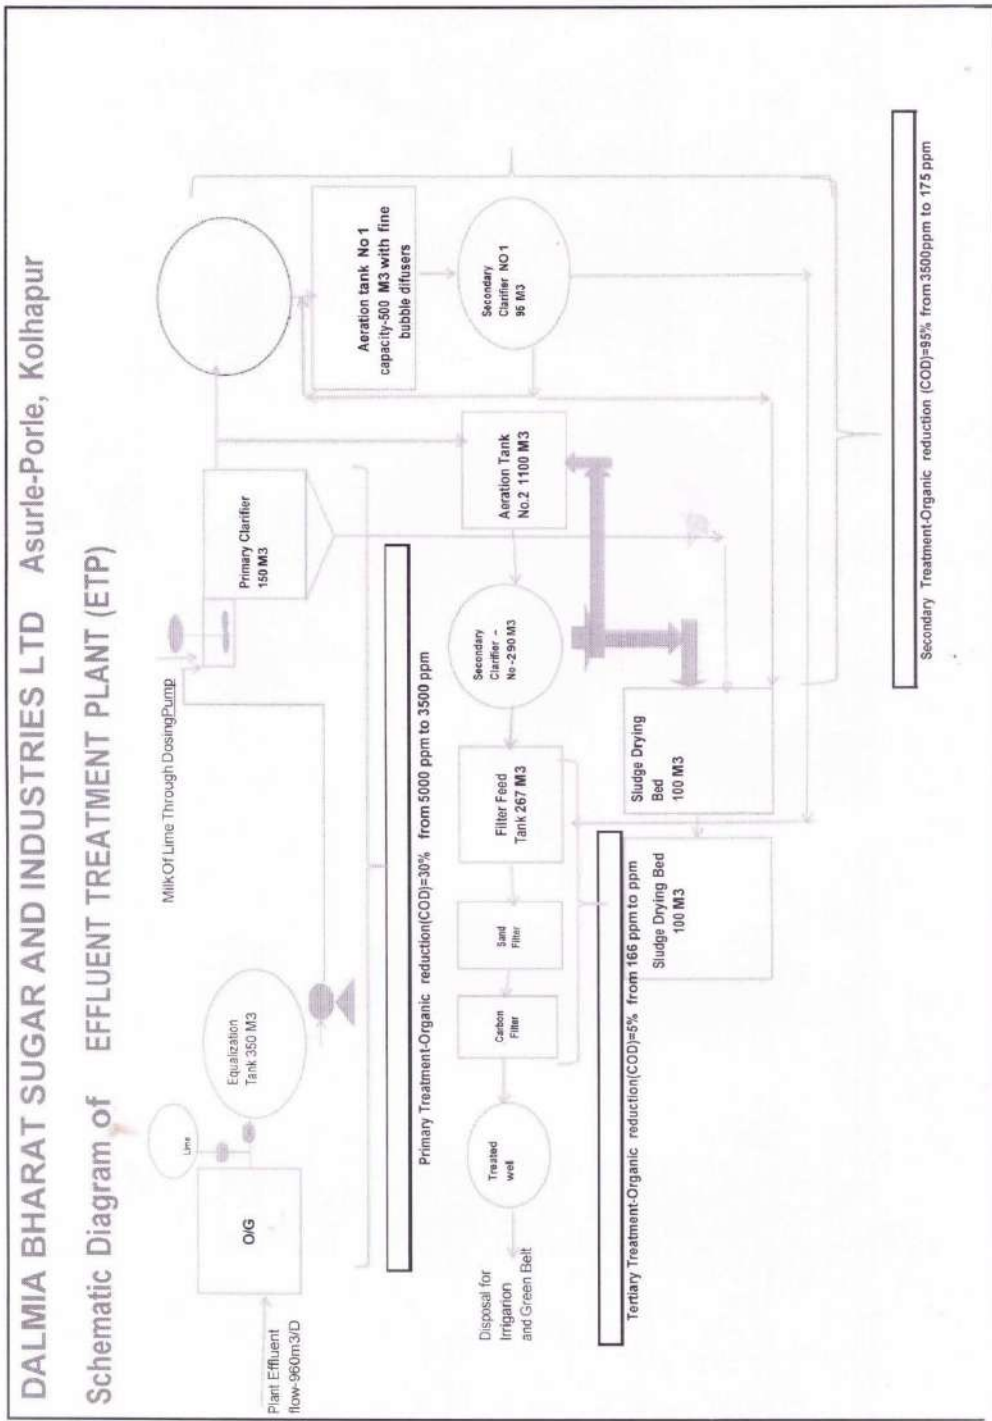 DALMIA BHARAT SUGAR AND INDUSTRIES LTD Asurle-Porle, Kolhapur
Schematic Diagram of EFFLUENT TREATMENT PLANT (ETP)
Plant Effluent
flow-960m3/D
O/G
Lime
Equalization
Tank 350 M3
Milk Of Lime Through DosingPump
Primary Clarifier
150 M3
Primary Treatment-Organic reduction(COD)=30% from 5000 ppm to 3500 ppm
Aeration tank No 1
capacity-500 M3 with fine
bubble difusers
Secondary
Clarifier NO 1
96 M3
Aeration Tank
No.2 1100 M3
Secondary
Clarifier –
No -290 M3
Filter Feed
Tank 267 M3
Sand
Filter
Carbon
Filter
Treated
well
Disposal for
Irrigarion
and Green Belt
Tertiary Treatment-Organic reduction(COD)=5% from 166 ppm to ppm
Sludge Drying
Bed
100 M3
Sludge Drying Bed
100 M3
Secondary Treatment-Organic reduction (COD)=95% from 3500ppm to 175 ppm